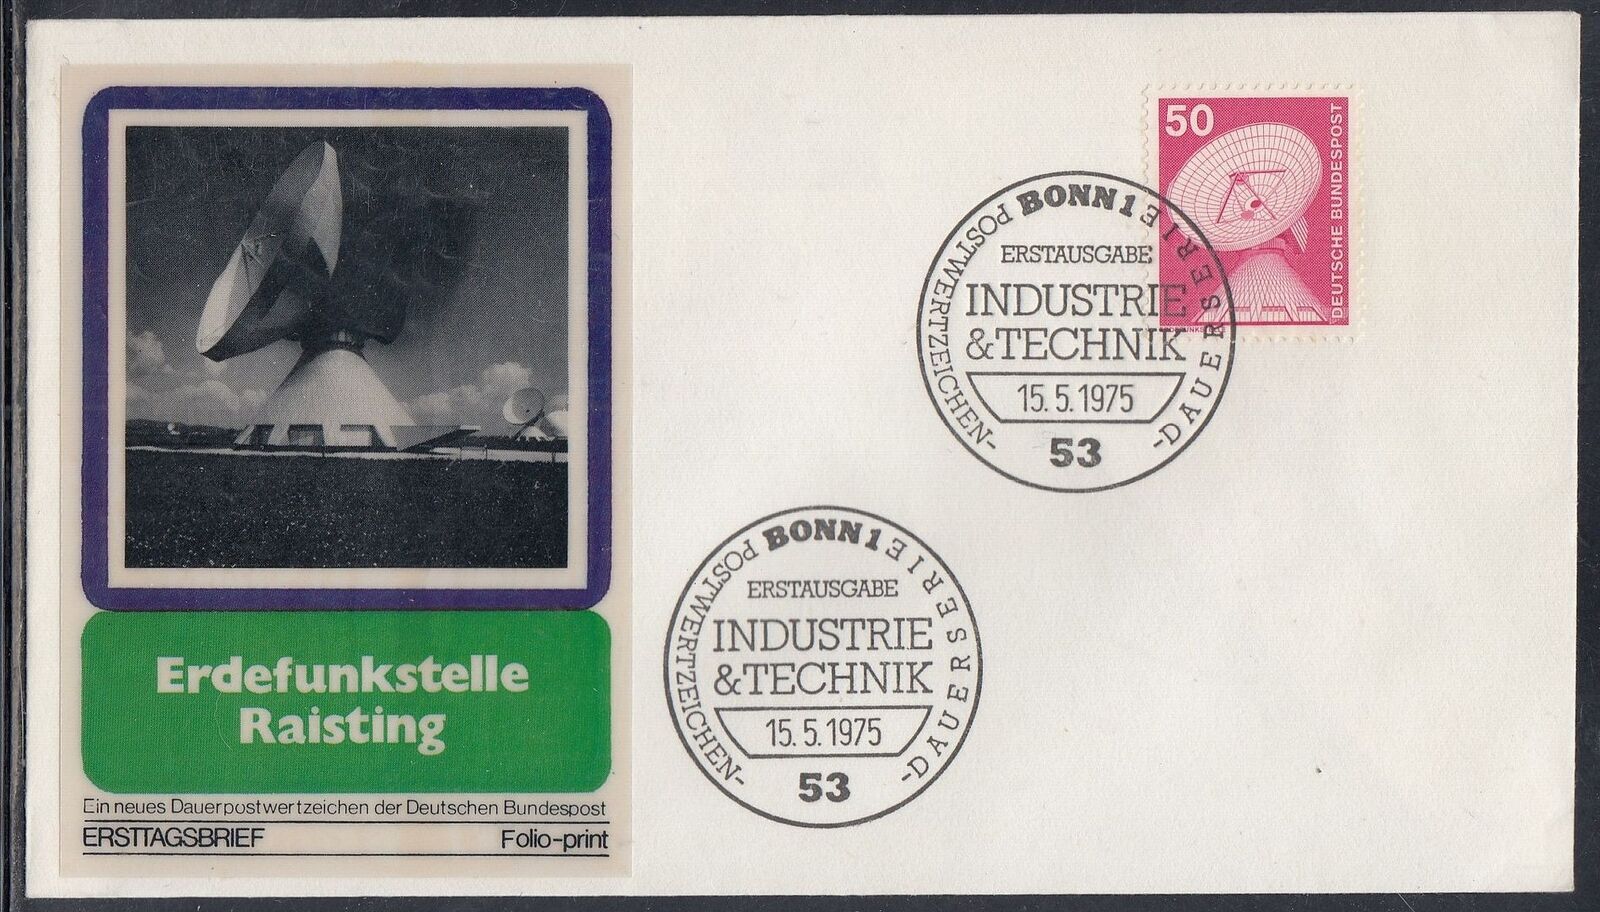 Erdefunkstelle
Raisting
Ein neues Dauerpostwertzeichen der Deutschen Bundespost
ERSTTAGSBRIEF Folio-print
50
DEUTSCHE BUNDESPOST
BONN 1
POSTWERTZEICHEN-
-DAUERSERIE
ERSTAUSGABE
INDUSTRIE
& TECHNIK
15.5.1975
53
BONN 1
POSTWERTZEICHEN-
-DAUERSERIE
ERSTAUSGABE
INDUSTRIE
& TECHNIK
15.5.1975
53